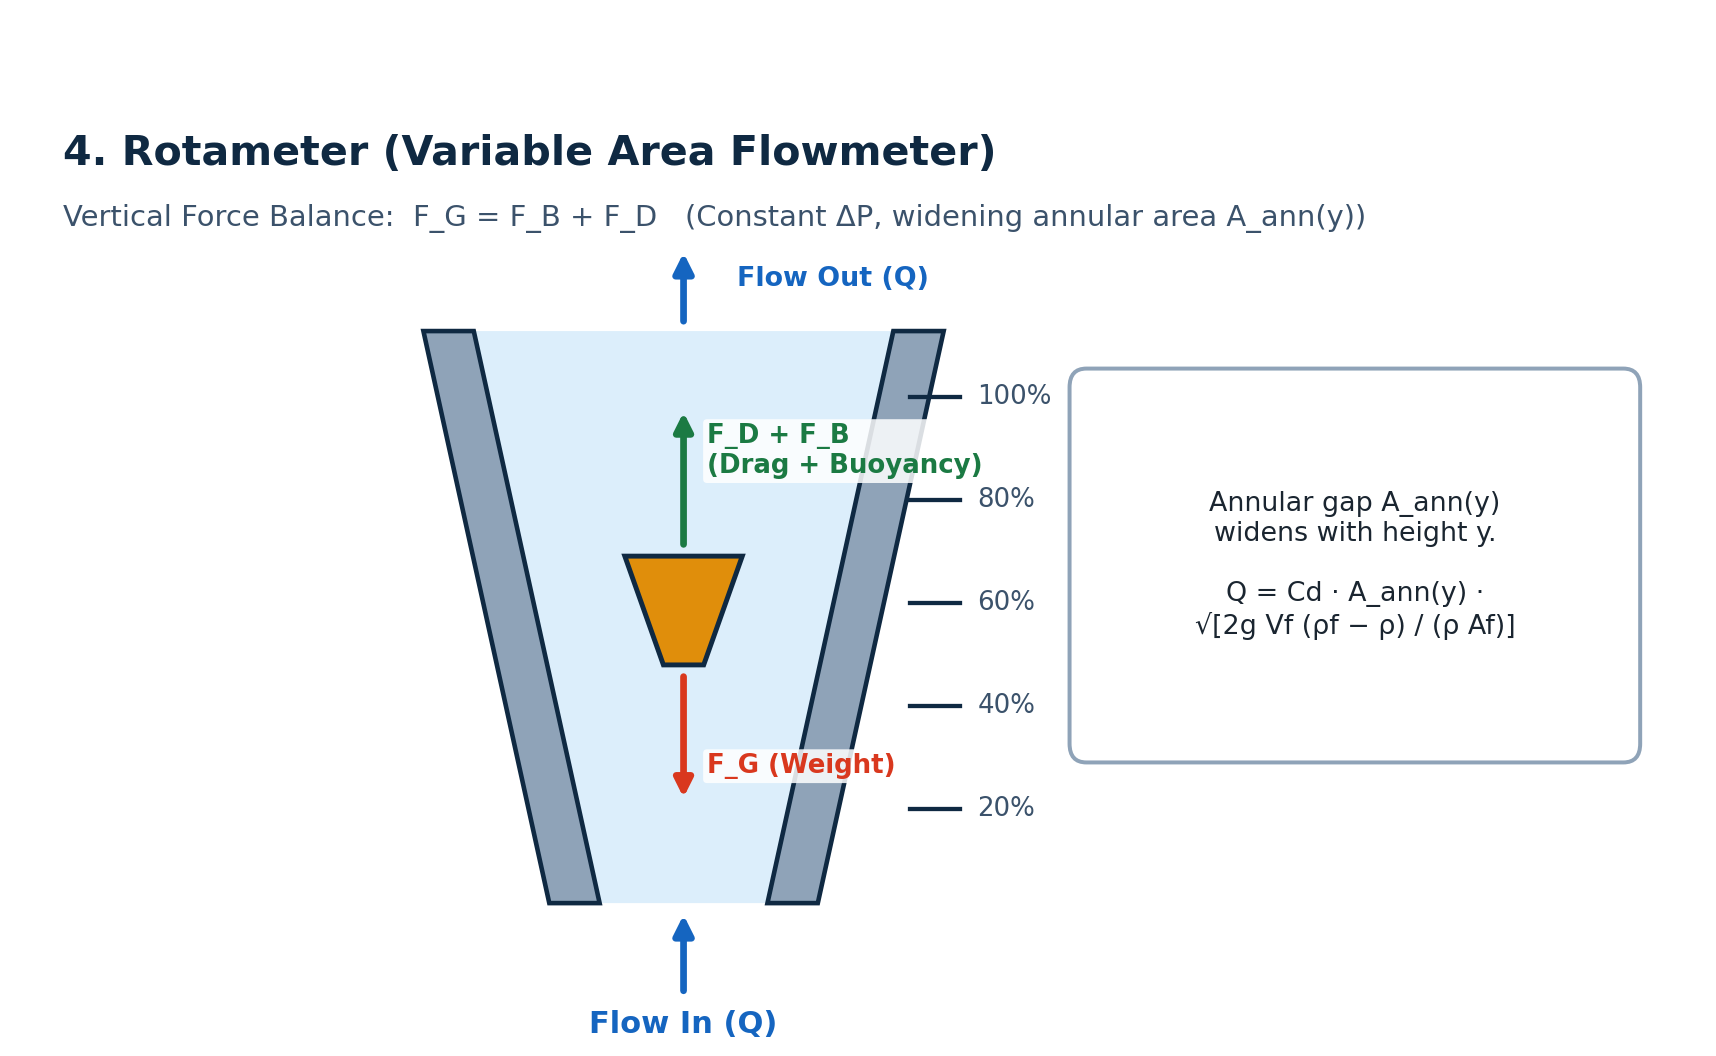 4. Rotameter (Variable Area Flowmeter)
Vertical Force Balance:  F_G = F_B + F_D   (Constant ΔP, widening annular area A_ann(y))
Flow Out (Q)
100%
F_D + F_B
(Drag + Buoyancy)
80%
60%
40%
F_G (Weight)
20%
Flow In (Q)
Annular gap A_ann(y)
widens with height y.
Q = Cd · A_ann(y) ·
√[2g Vf (ρf − ρ) / (ρ Af)]